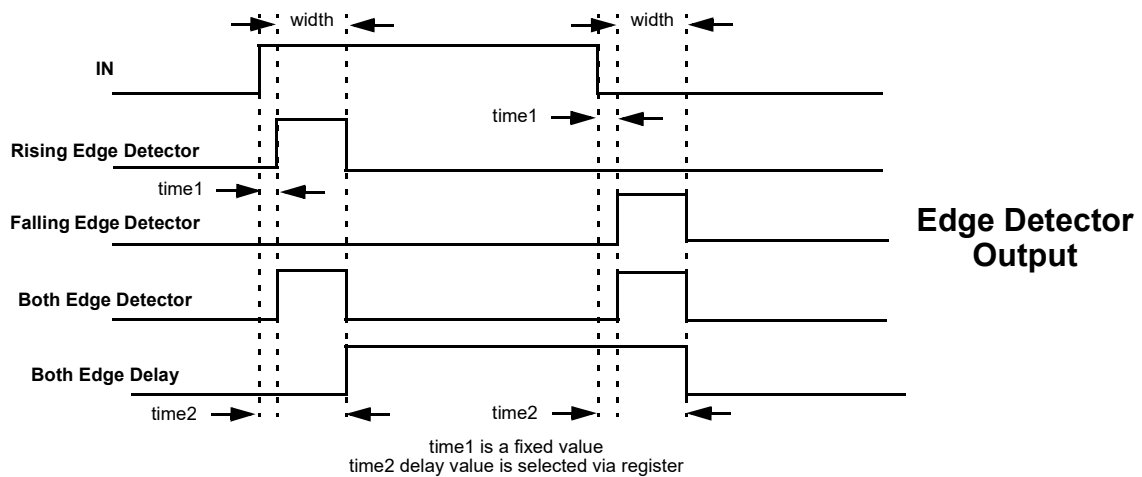 width
width
IN
time1
Rising Edge Detector
time1
Falling Edge Detector
Edge Detector
Output
Both Edge Detector
Both Edge Delay
time2
time2
time1 is a fixed value
time2 delay value is selected via register